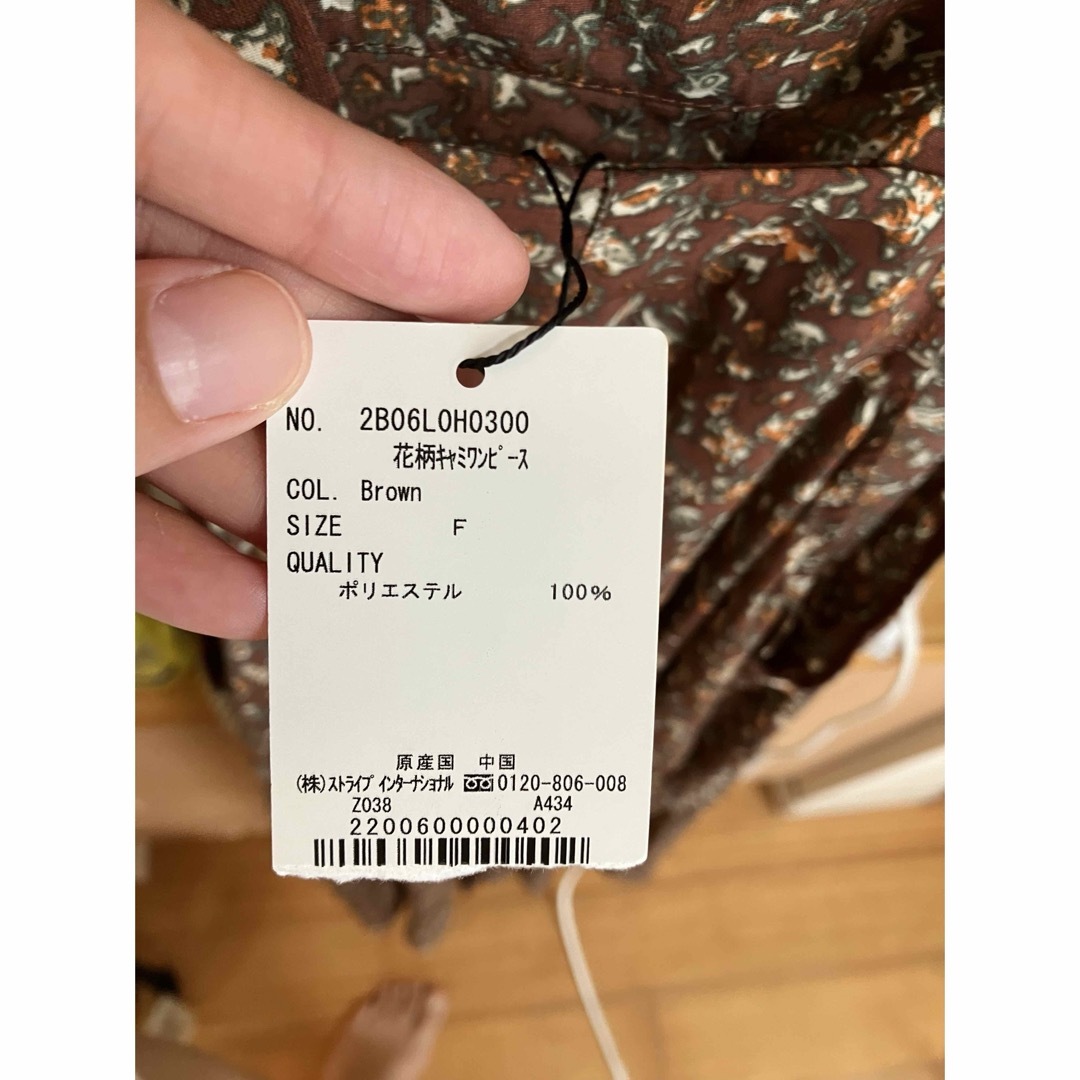 NO. 2B06L0H0300
花柄ｷｬﾐﾜﾝﾋﾟｰｽ
COL. Brown
SIZE F
QUALITY
ポリエステル 100%
原産国 中国
(株)ｽﾄﾗｲﾌﾟ ｲﾝﾀｰﾅｼｮﾅﾙ 0120-806-008
Z038 A434
2200600000402